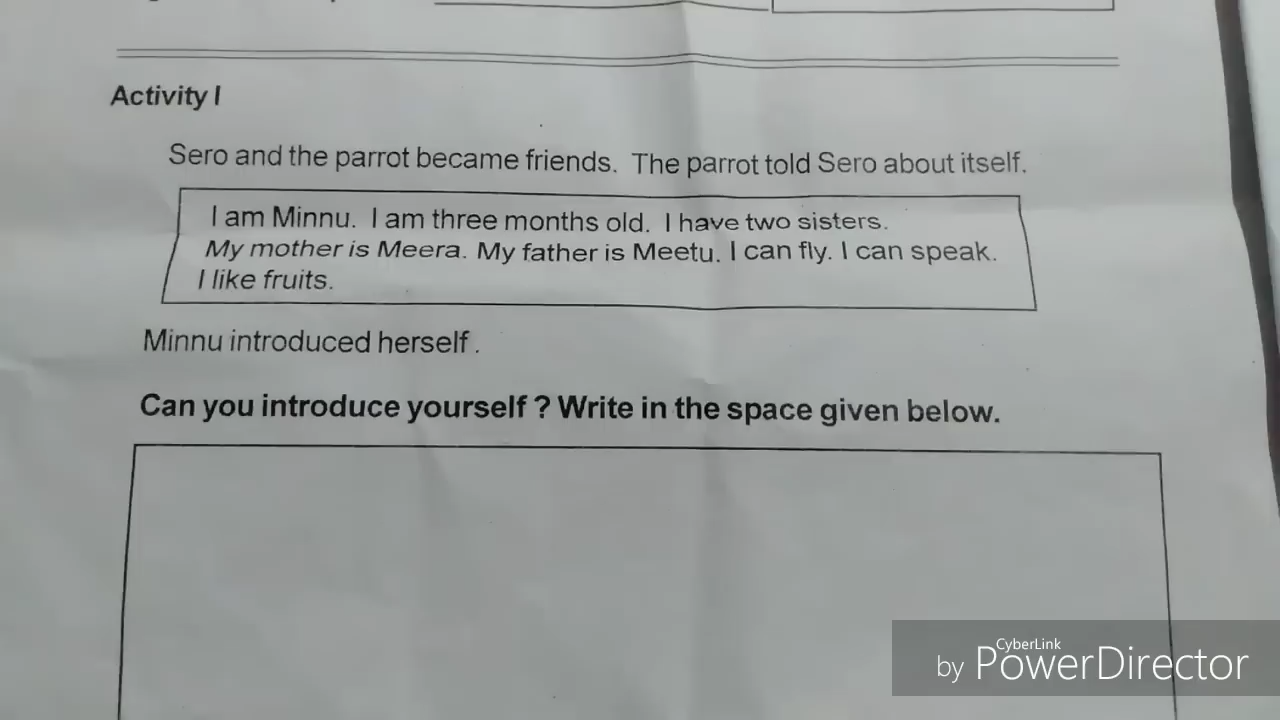 Activity I
Sero and the parrot became friends. The parrot told Sero about itself.
I am Minnu. I am three months old. I have two sisters.
My mother is Meera. My father is Meetu. I can fly. I can speak.
I like fruits.
Minnu introduced herself.
Can you introduce yourself ? Write in the space given below.
CyberLink
by PowerDirector